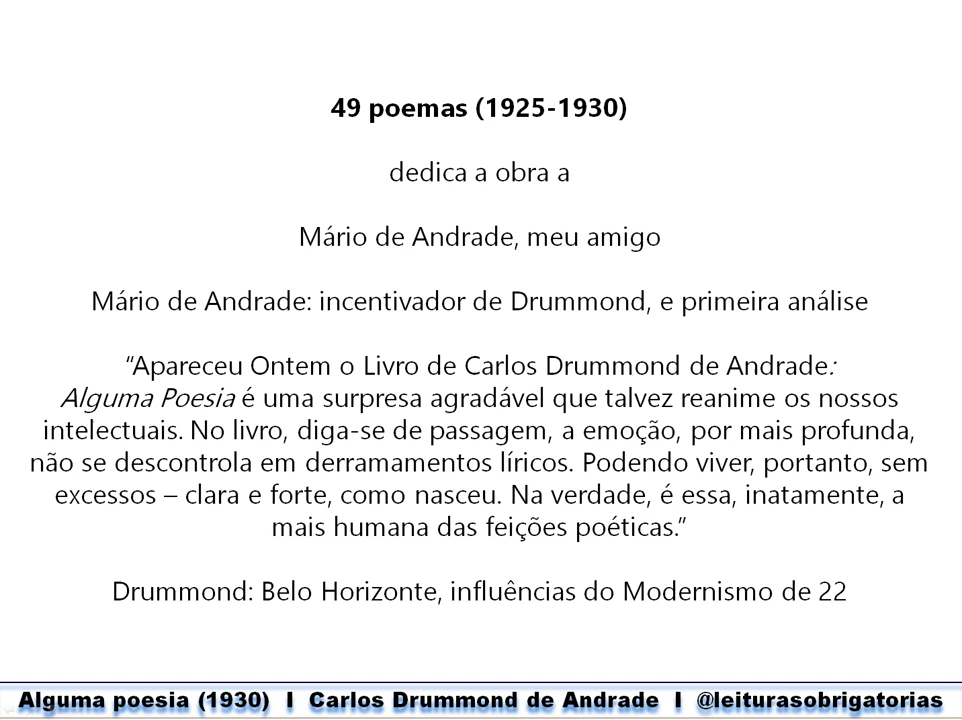 49 poemas (1925-1930)
dedica a obra a
Mário de Andrade, meu amigo
Mário de Andrade: incentivador de Drummond, e primeira análise
“Apareceu Ontem o Livro de Carlos Drummond de Andrade:
Alguma Poesia é uma surpresa agradável que talvez reanime os nossos
intelectuais. No livro, diga-se de passagem, a emoção, por mais profunda,
não se descontrola em derramamentos líricos. Podendo viver, portanto, sem
excessos – clara e forte, como nasceu. Na verdade, é essa, inatamente, a
mais humana das feições poéticas.”
Drummond: Belo Horizonte, influências do Modernismo de 22
Alguma poesia (1930) I Carlos Drummond de Andrade I @leiturasobrigatorias